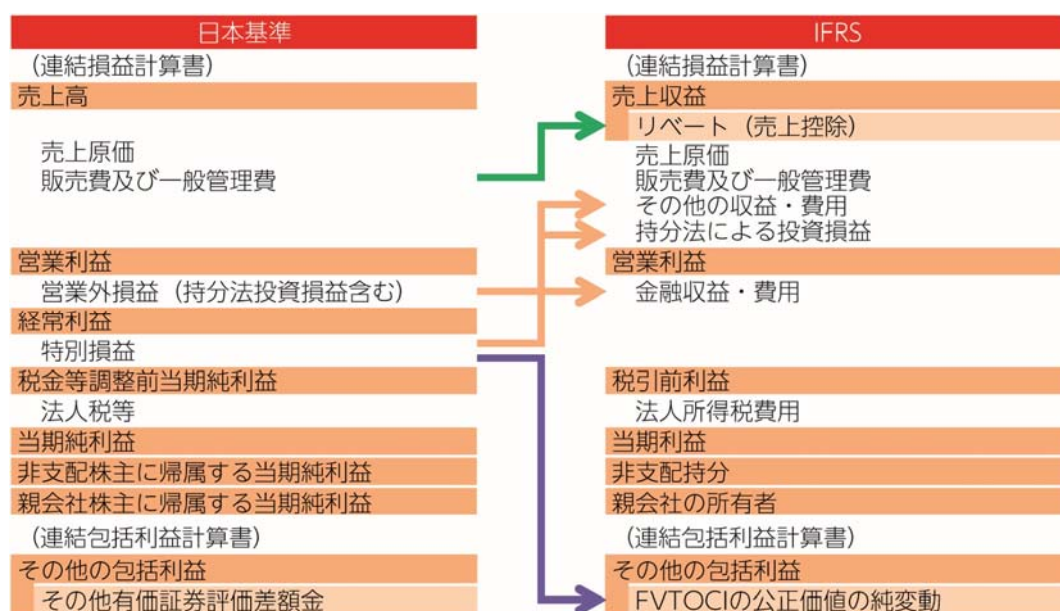 日本基準
(連結損益計算書)
売上高
売上原価
販売費及び一般管理費
営業利益
営業外損益（持分法投資損益含む）
経常利益
特別損益
税金等調整前当期純利益
法人税等
当期純利益
非支配株主に帰属する当期純利益
親会社株主に帰属する当期純利益
(連結包括利益計算書)
その他の包括利益
その他有価証券評価差額金
IFRS
(連結損益計算書)
売上収益
リベート（売上控除）
売上原価
販売費及び一般管理費
その他の収益・費用
持分法による投資損益
営業利益
金融収益・費用
税引前利益
法人所得税費用
当期利益
非支配持分
親会社の所有者
(連結包括利益計算書)
その他の包括利益
FVTOCIの公正価値の純変動